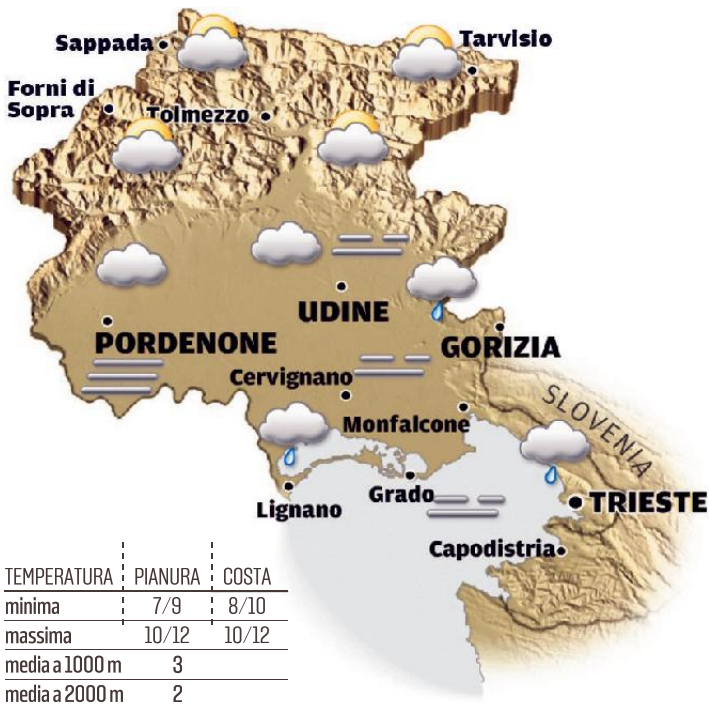 Sappada
Tarvisio
Forni di
Sopra
Tolmezzo
UDINE
PORDENONE
GORIZIA
Cervignano
SLOVENIA
Monfalcone
Lignano
Grado
TRIESTE
Capodistria
TEMPERATURA PIANURA COSTA
minima 7/9 8/10
massima 10/12 10/12
media a 1000 m 3
media a 2000 m 2